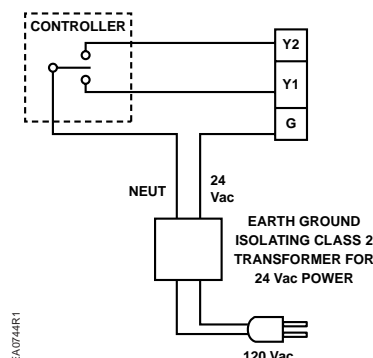 CONTROLLER
Y2
Y1
G
NEUT
24
Vac
EARTH GROUND
ISOLATING CLASS 2
TRANSFORMER FOR
24 Vac POWER
120 Vac
EA0744R1